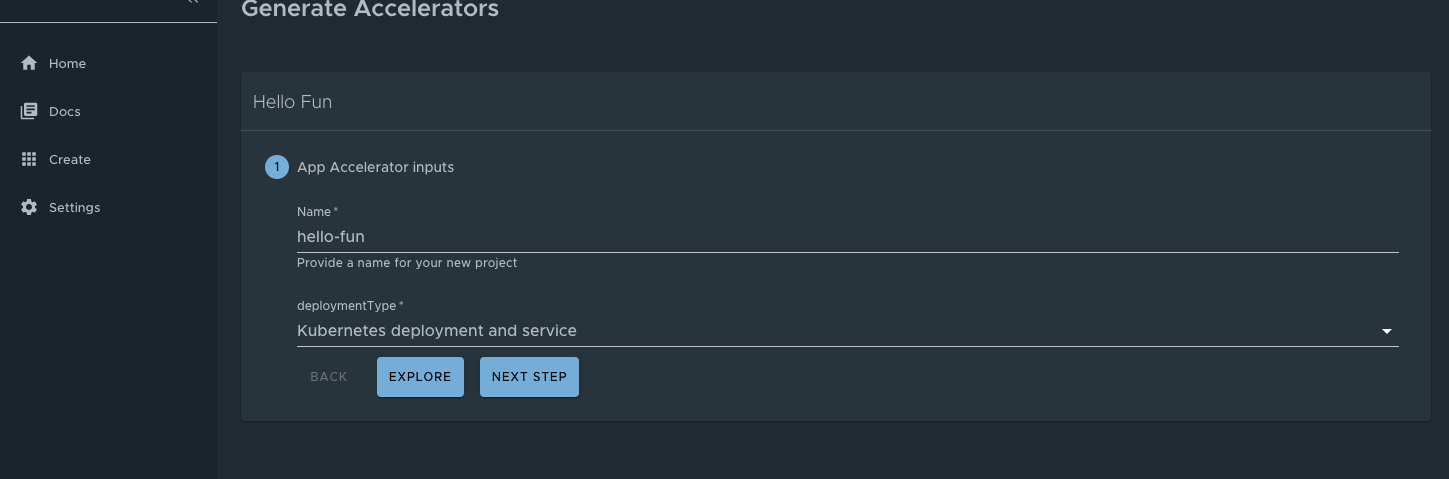 Generate Accelerators
Home
Docs
Create
Settings
Hello Fun
1 App Accelerator inputs
Name *
hello-fun
Provide a name for your new project
deploymentType *
Kubernetes deployment and service
BACK EXPLORE NEXT STEP